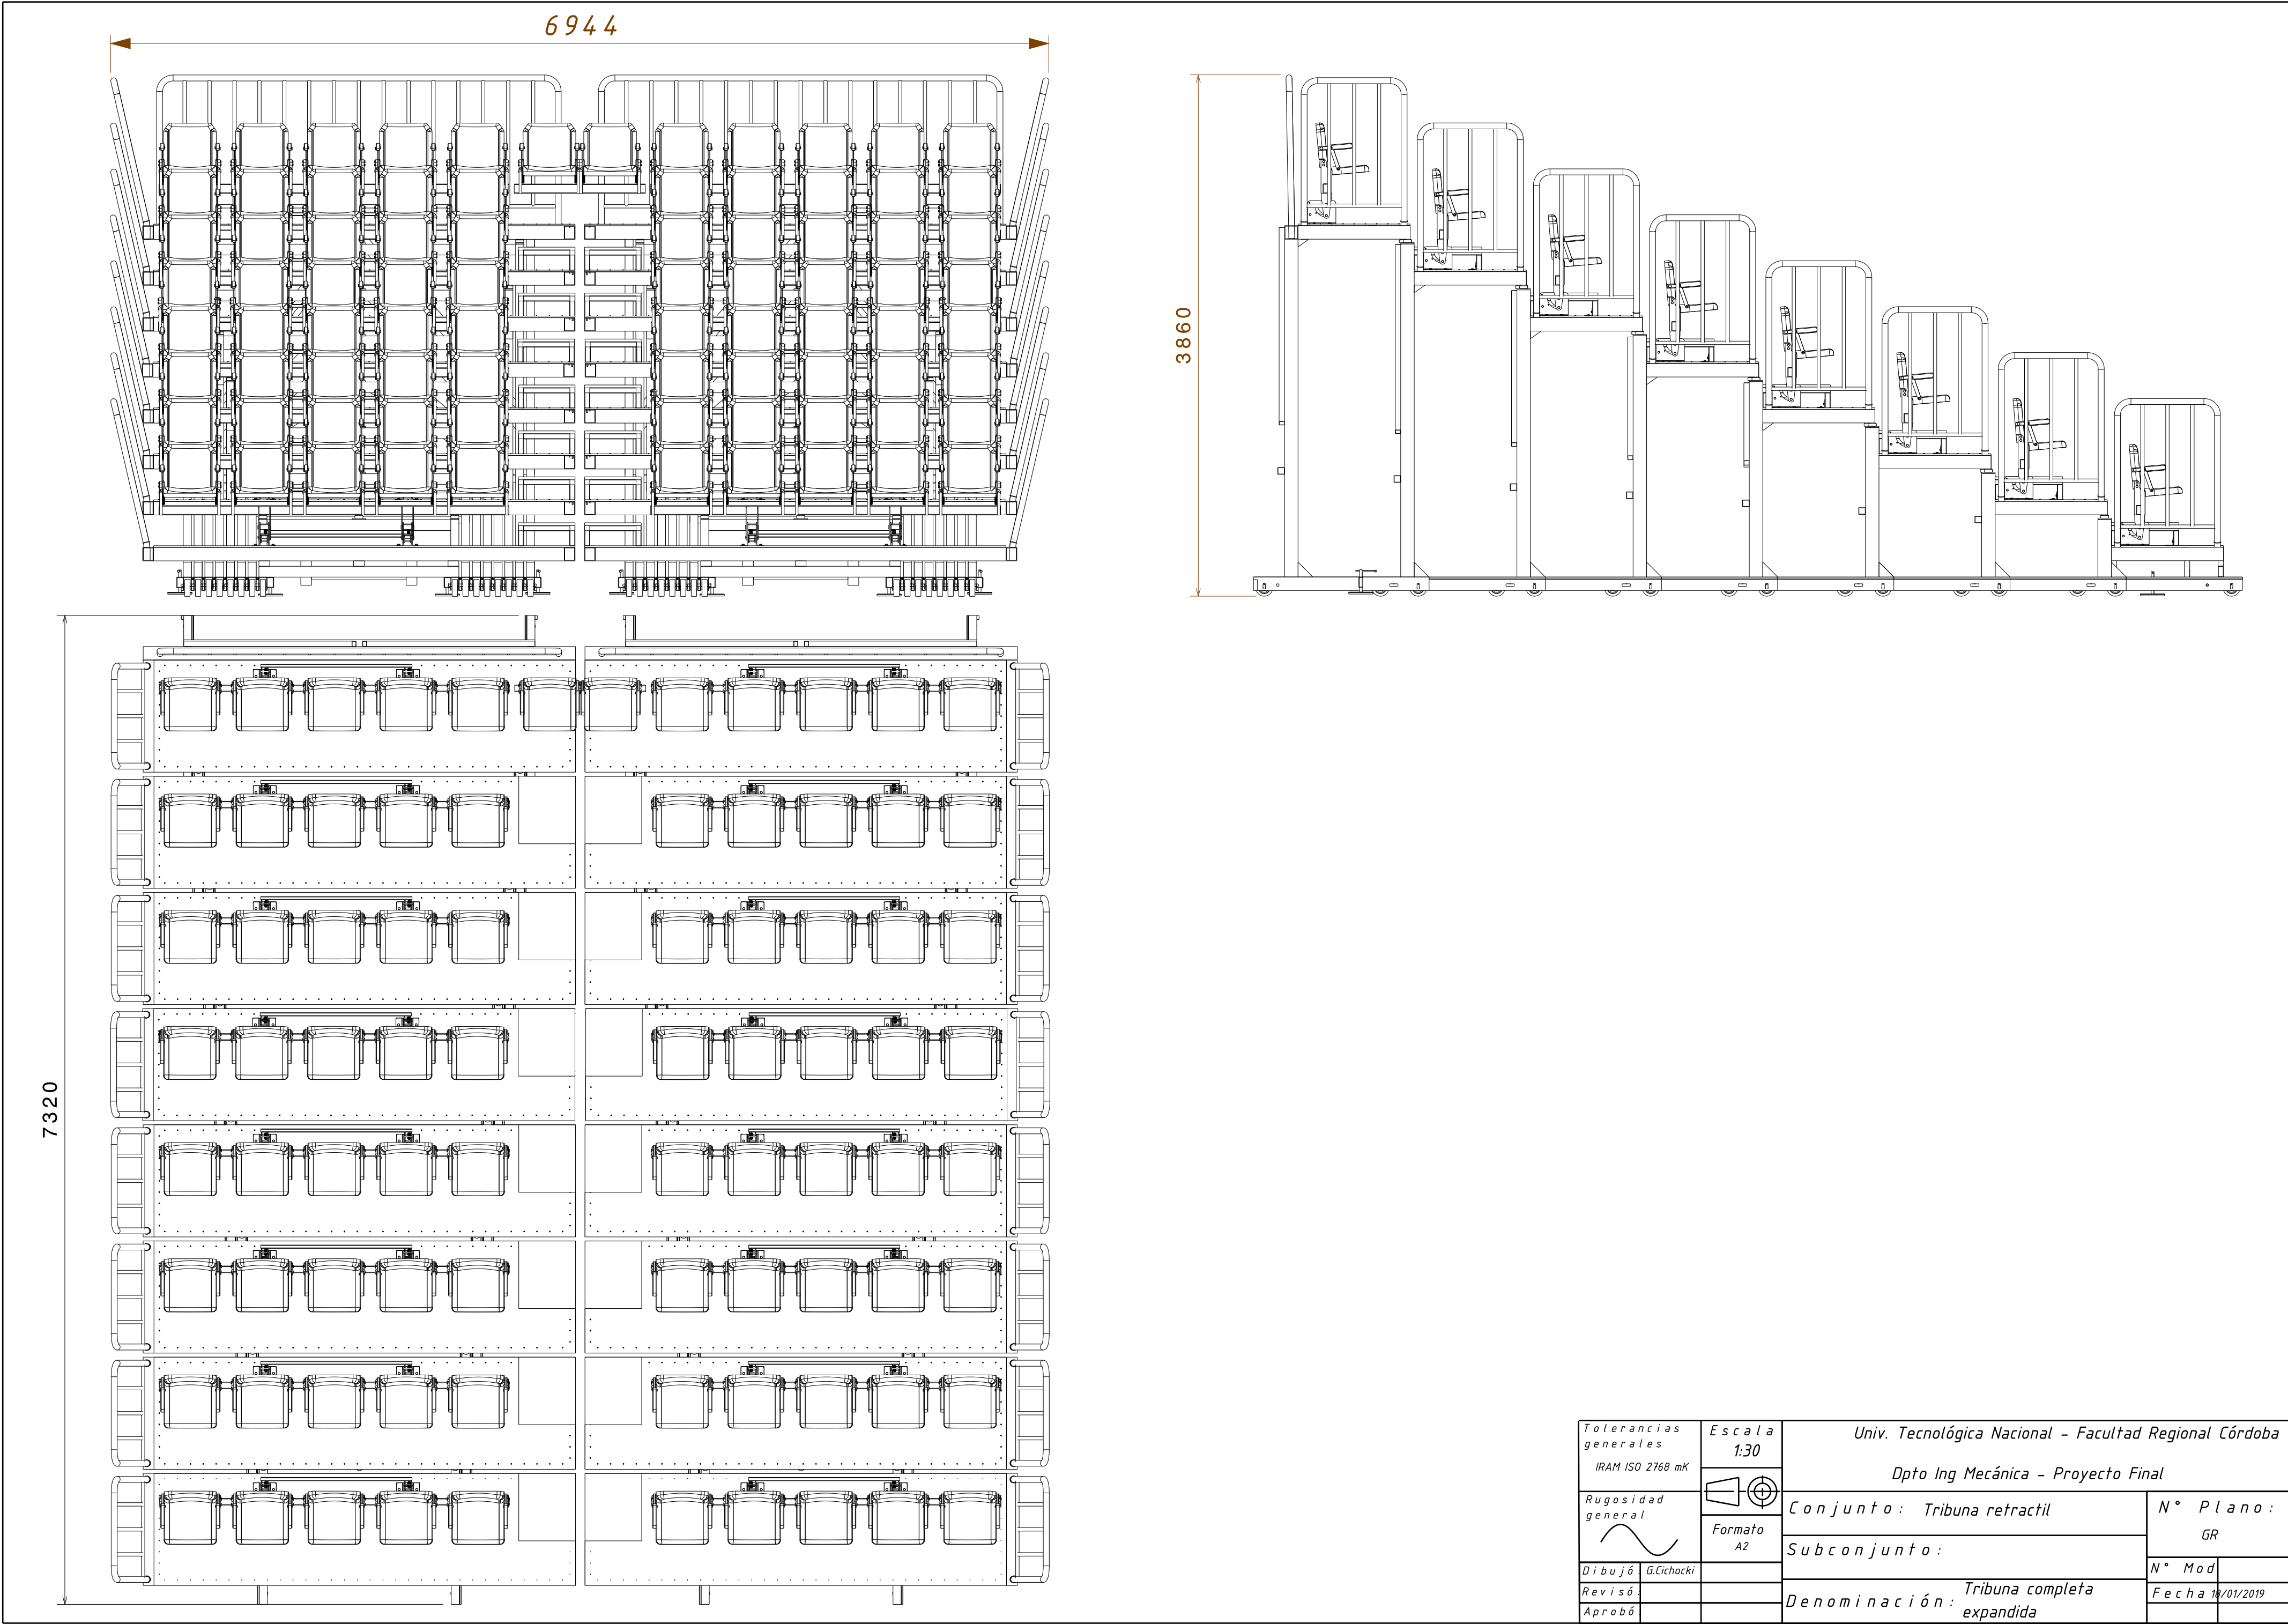 6944
3860
7320
Tolerancias
generales
IRAM ISO 2768 mK
Escala
1:30
Univ. Tecnológica Nacional - Facultad Regional Córdoba
Dpto Ing Mecánica - Proyecto Final
Rugosidad
general
Formato
A2
Conjunto: Tribuna retractil
N° Plano:
GR
Subconjunto:
Dibujó: G.Cichocki
N° Mod
Revisó:
Fecha 18/01/2019
Aprobó
Denominación: Tribuna completa
expandida